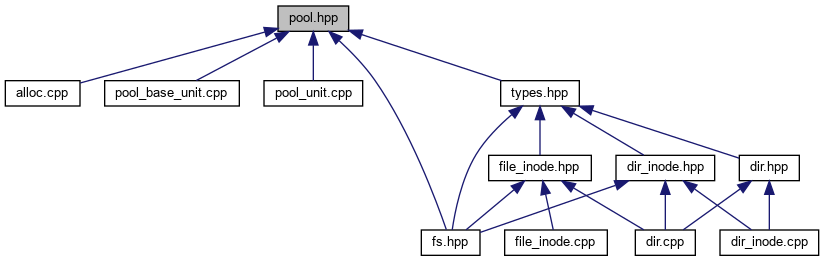 pool.hpp
alloc.cpp
pool_base_unit.cpp
pool_unit.cpp
types.hpp
file_inode.hpp
dir_inode.hpp
dir.hpp
fs.hpp
file_inode.cpp
dir.cpp
dir_inode.cpp